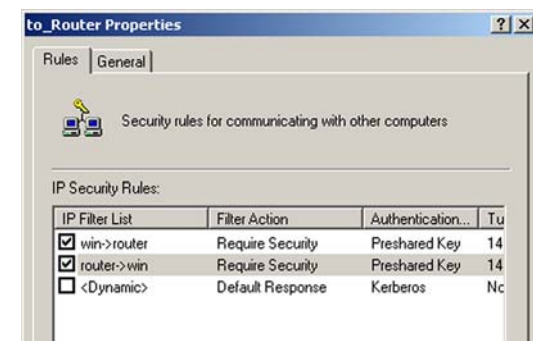 to_Router Properties
Rules General
Security rules for communicating with other computers
IP Security Rules:
IP Filter List Filter Action Authentication... Tu
win->router Require Security Preshared Key 14
router->win Require Security Preshared Key 14
<Dynamic> Default Response Kerberos Nc